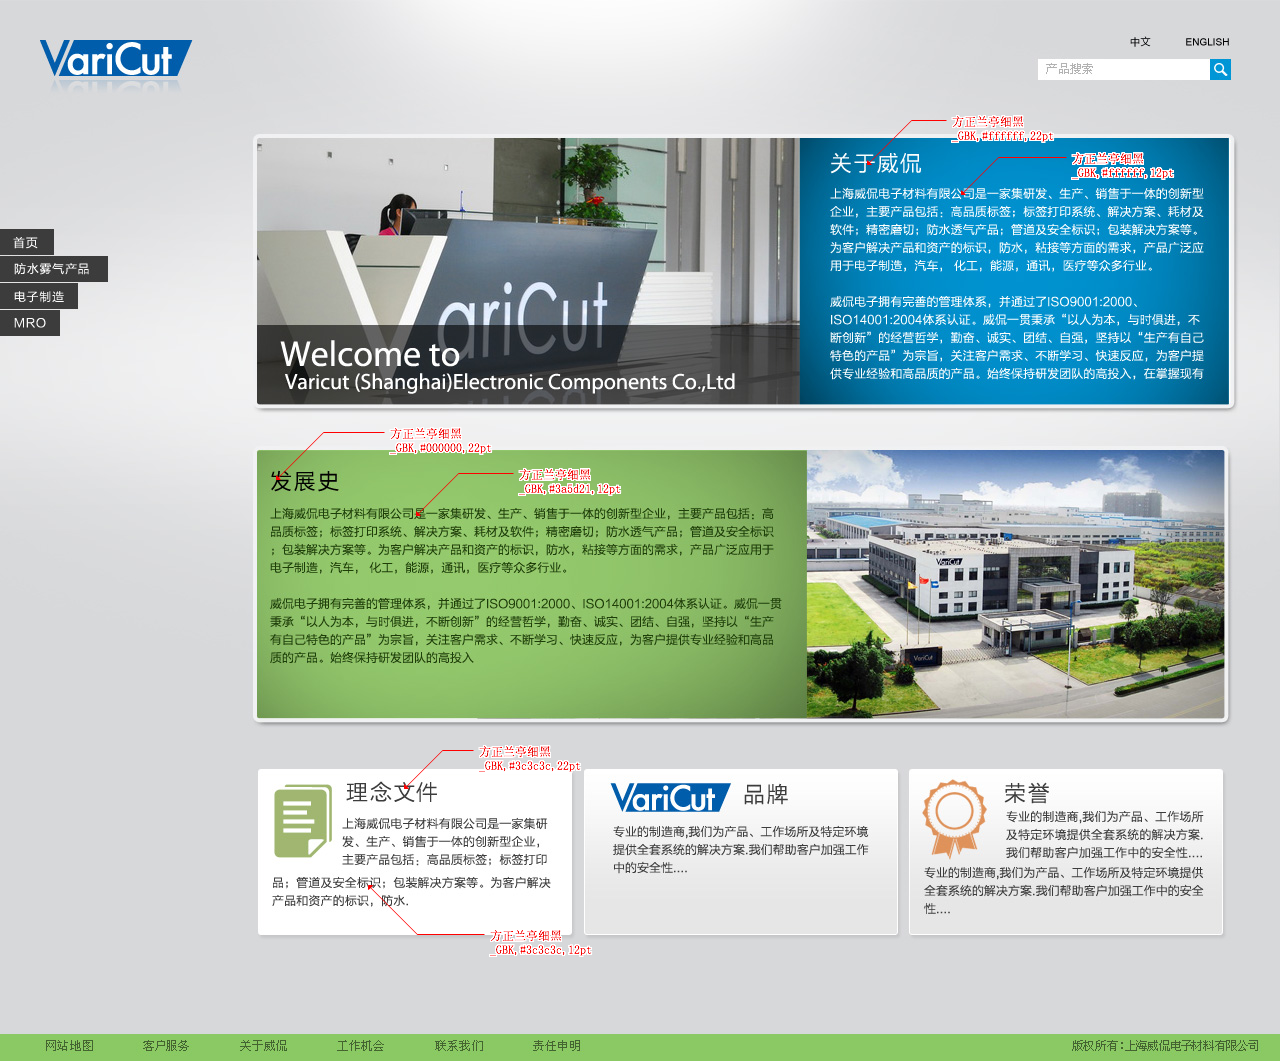 VariCut
中文 ENGLISH
产品搜索
方正兰亭细黑
_GBK,#ffffff,22pt
关于威侃
方正兰亭细黑
_GBK,#ffffff,12pt
上海威侃电子材料有限公司是一家集研发、生产、销售于一体的创新型
企业，主要产品包括：高品质标签；标签打印系统、解决方案、耗材及
软件；精密磨切；防水透气产品；管道及安全标识；包装解决方案等。
为客户解决产品和资产的标识，防水，粘接等方面的需求，产品广泛应
用于电子制造，汽车， 化工，能源，通讯，医疗等众多行业。
威侃电子拥有完善的管理体系，并通过了ISO9001:2000、
ISO14001:2004体系认证。威侃一贯秉承“以人为本，与时俱进，不
断创新”的经营哲学，勤奋、诚实、团结、自强，坚持以“生产有自己
特色的产品”为宗旨，关注客户需求、不断学习、快速反应，为客户提
供专业经验和高品质的产品。始终保持研发团队的高投入，在掌握现有
首页
防水雾气产品
电子制造
MRO
VariCut
Welcome to
Varicut (Shanghai)Electronic Components Co.,Ltd
方正兰亭细黑
_GBK,#000000,22pt
发展史
方正兰亭细黑
_GBK,#3a5d21,12pt
上海威侃电子材料有限公司是一家集研发、生产、销售于一体的创新型企业，主要产品包括：高
品质标签；标签打印系统、解决方案、耗材及软件；精密磨切；防水透气产品；管道及安全标识
；包装解决方案等。为客户解决产品和资产的标识，防水，粘接等方面的需求，产品广泛应用于
电子制造，汽车， 化工，能源，通讯，医疗等众多行业。
威侃电子拥有完善的管理体系，并通过了ISO9001:2000、ISO14001:2004体系认证。威侃一贯
秉承“以人为本，与时俱进，不断创新”的经营哲学，勤奋、诚实、团结、自强，坚持以“生产
有自己特色的产品”为宗旨，关注客户需求、不断学习、快速反应，为客户提供专业经验和高品
质的产品。始终保持研发团队的高投入
VariCut
VariCut
方正兰亭细黑
_GBK,#3c3c3c,22pt
理念文件
上海威侃电子材料有限公司是一家集研
发、生产、销售于一体的创新型企业，
主要产品包括；高品质标签；标签打印
品；管道及安全标识；包装解决方案等。为客户解决
产品和资产的标识，防水.
方正兰亭细黑
_GBK,#3c3c3c,12pt
VariCut 品牌
专业的制造商,我们为产品、工作场所及特定环境
提供全套系统的解决方案.我们帮助客户加强工作
中的安全性....
荣誉
专业的制造商,我们为产品、工作场所
及特定环境提供全套系统的解决方案.
我们帮助客户加强工作中的安全性....
专业的制造商,我们为产品、工作场所及特定环境提供
全套系统的解决方案.我们帮助客户加强工作中的安全
性....
网站地图 客户服务 关于威侃 工作机会 联系我们 责任申明 版权所有:上海威侃电子材料有限公司